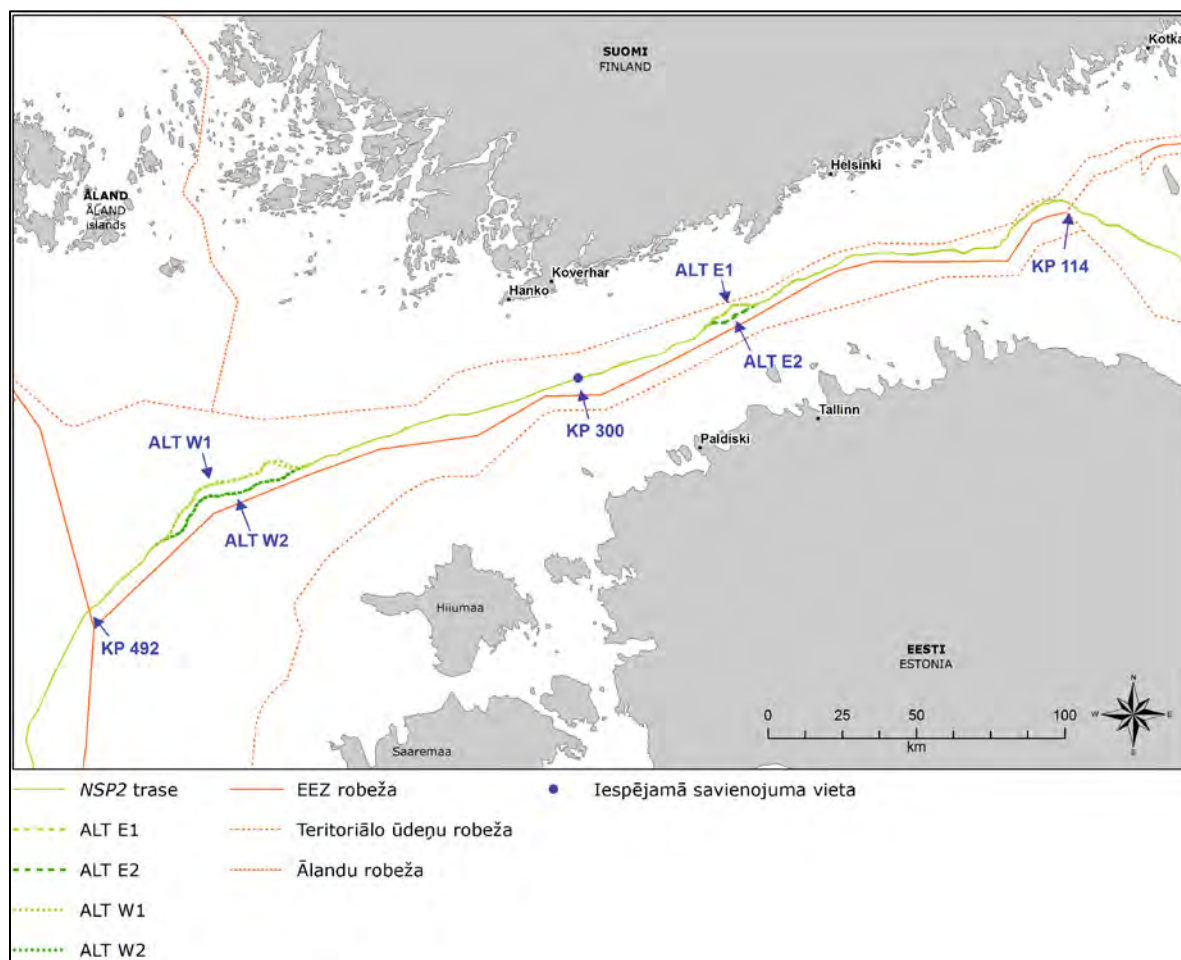 SUOMI
FINLAND
Kotka
Helsinki
ÅLAND
ÅLAND
islands
Koverhar
Hanko
ALT E1
KP 114
ALT E2
KP 300
Tallinn
Paldiski
ALT W1
ALT W2
Hiiumaa
KP 492
EESTI
ESTONIA
Saaremaa
N
W
E
S
0 25 50 100
km
NSP2 trase
EEZ robeža
Iespējamā savienojuma vieta
ALT E1
Teritoriālo ūdeņu robeža
ALT E2
Ālandu robeža
ALT W1
ALT W2